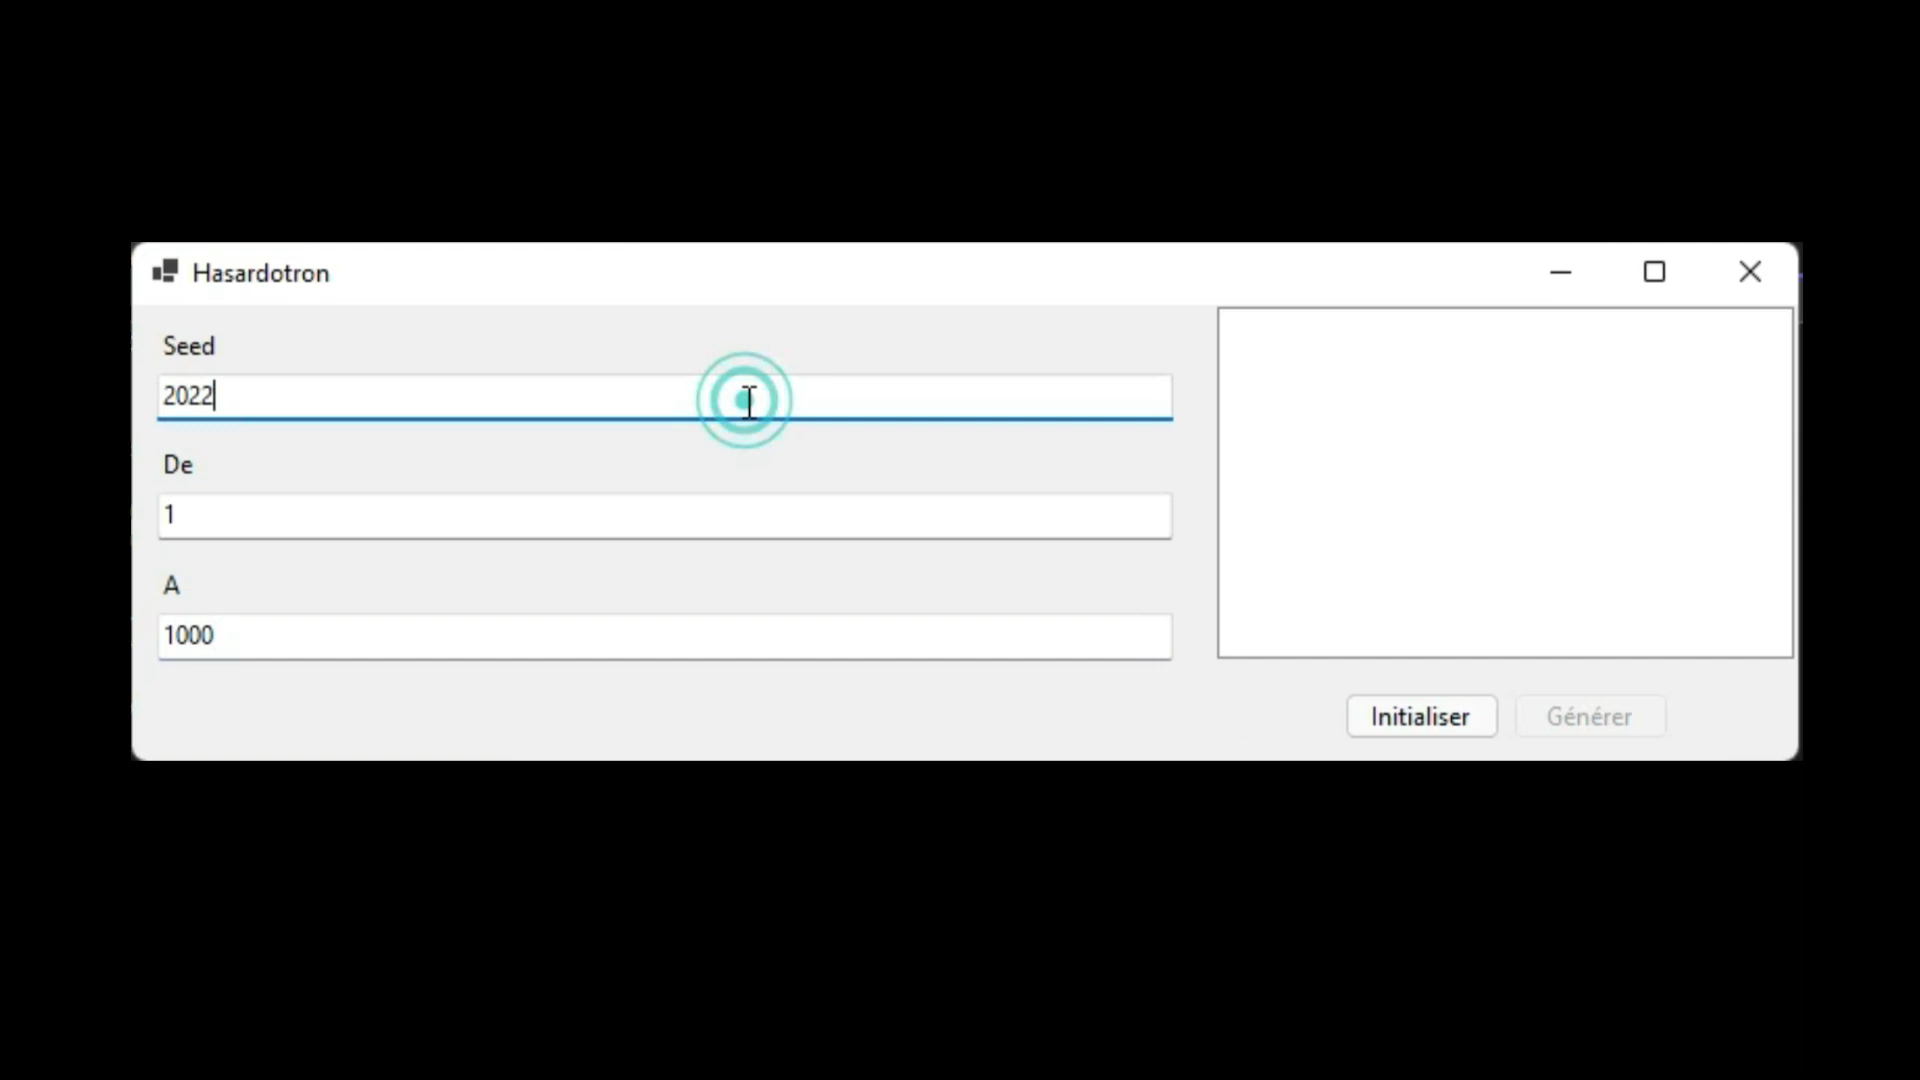 Hasardotron
Seed
2022
De
1
A
1000
Initialiser
Générer